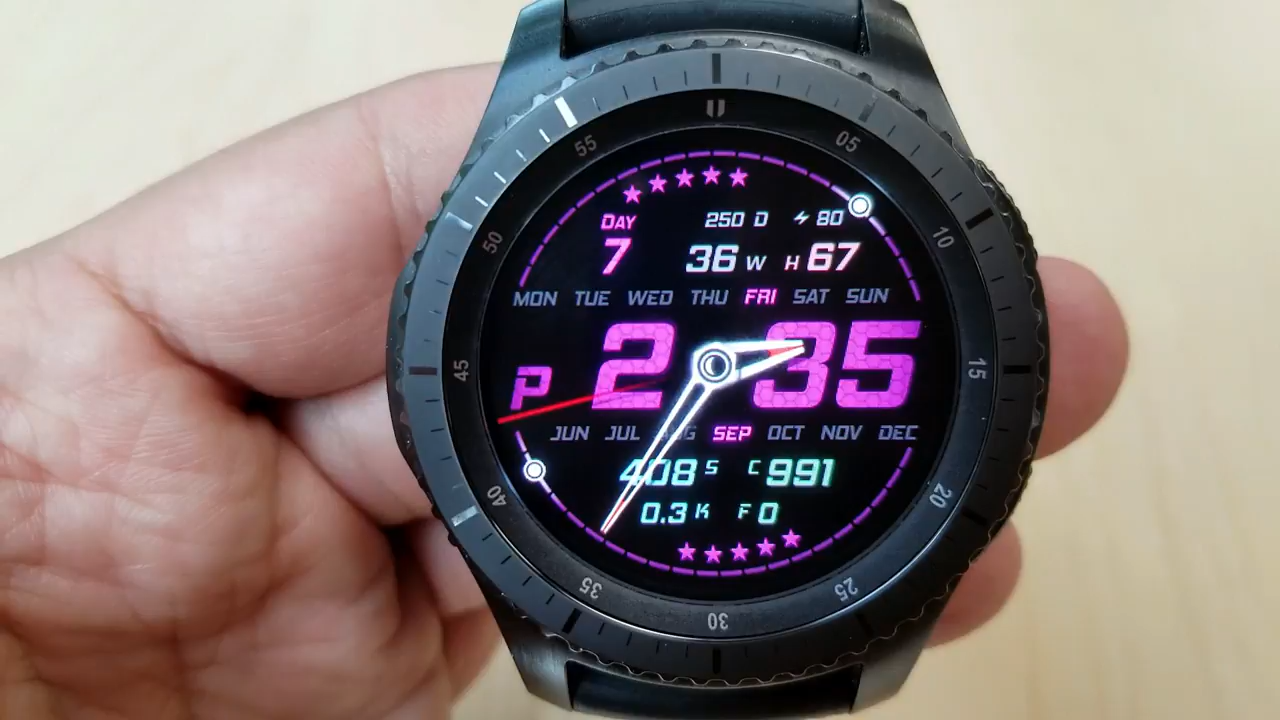 55 05
50 10
45 15
40 20
35 30 25
DAY 250 D 80
7 36 W H 67
MON TUE WED THU FRI SAT SUN
P 2 35
JUN JUL AUG SEP OCT NOV DEC
408 S C 991
0.3 K F 0